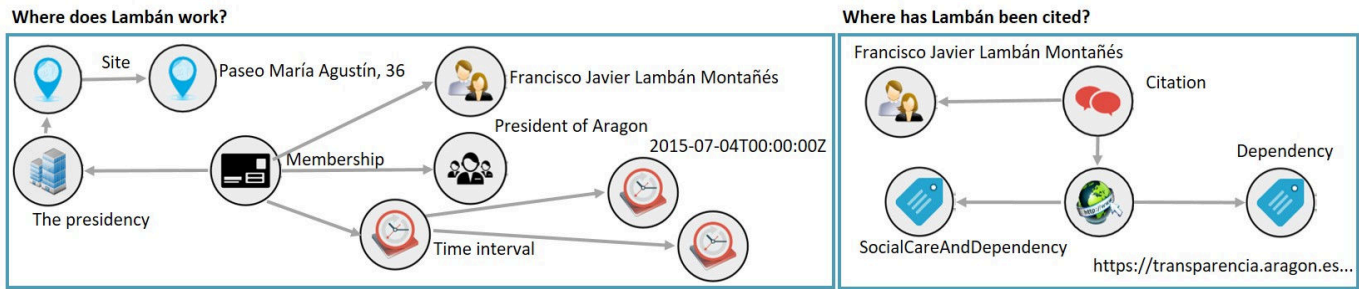 Where does Lambán work?
Site
Paseo María Agustín, 36
Francisco Javier Lambán Montañés
President of Aragon
2015-07-04T00:00:00Z
Membership
The presidency
Time interval
Where has Lambán been cited?
Francisco Javier Lambán Montañés
Citation
Dependency
http://www
SocialCareAndDependency
https://transparencia.aragon.es...